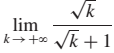 lim k → +∞ √k / (√k + 1)